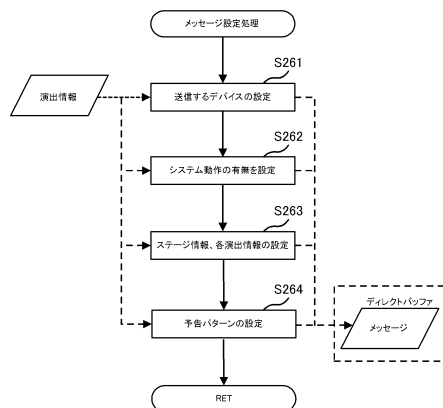 メッセージ設定処理
S261
演出情報
送信するデバイスの設定
S262
システム動作の有無を設定
S263
ステージ情報、各演出情報の設定
S264
ディレクトバッファ
予告パターンの設定
メッセージ
RET